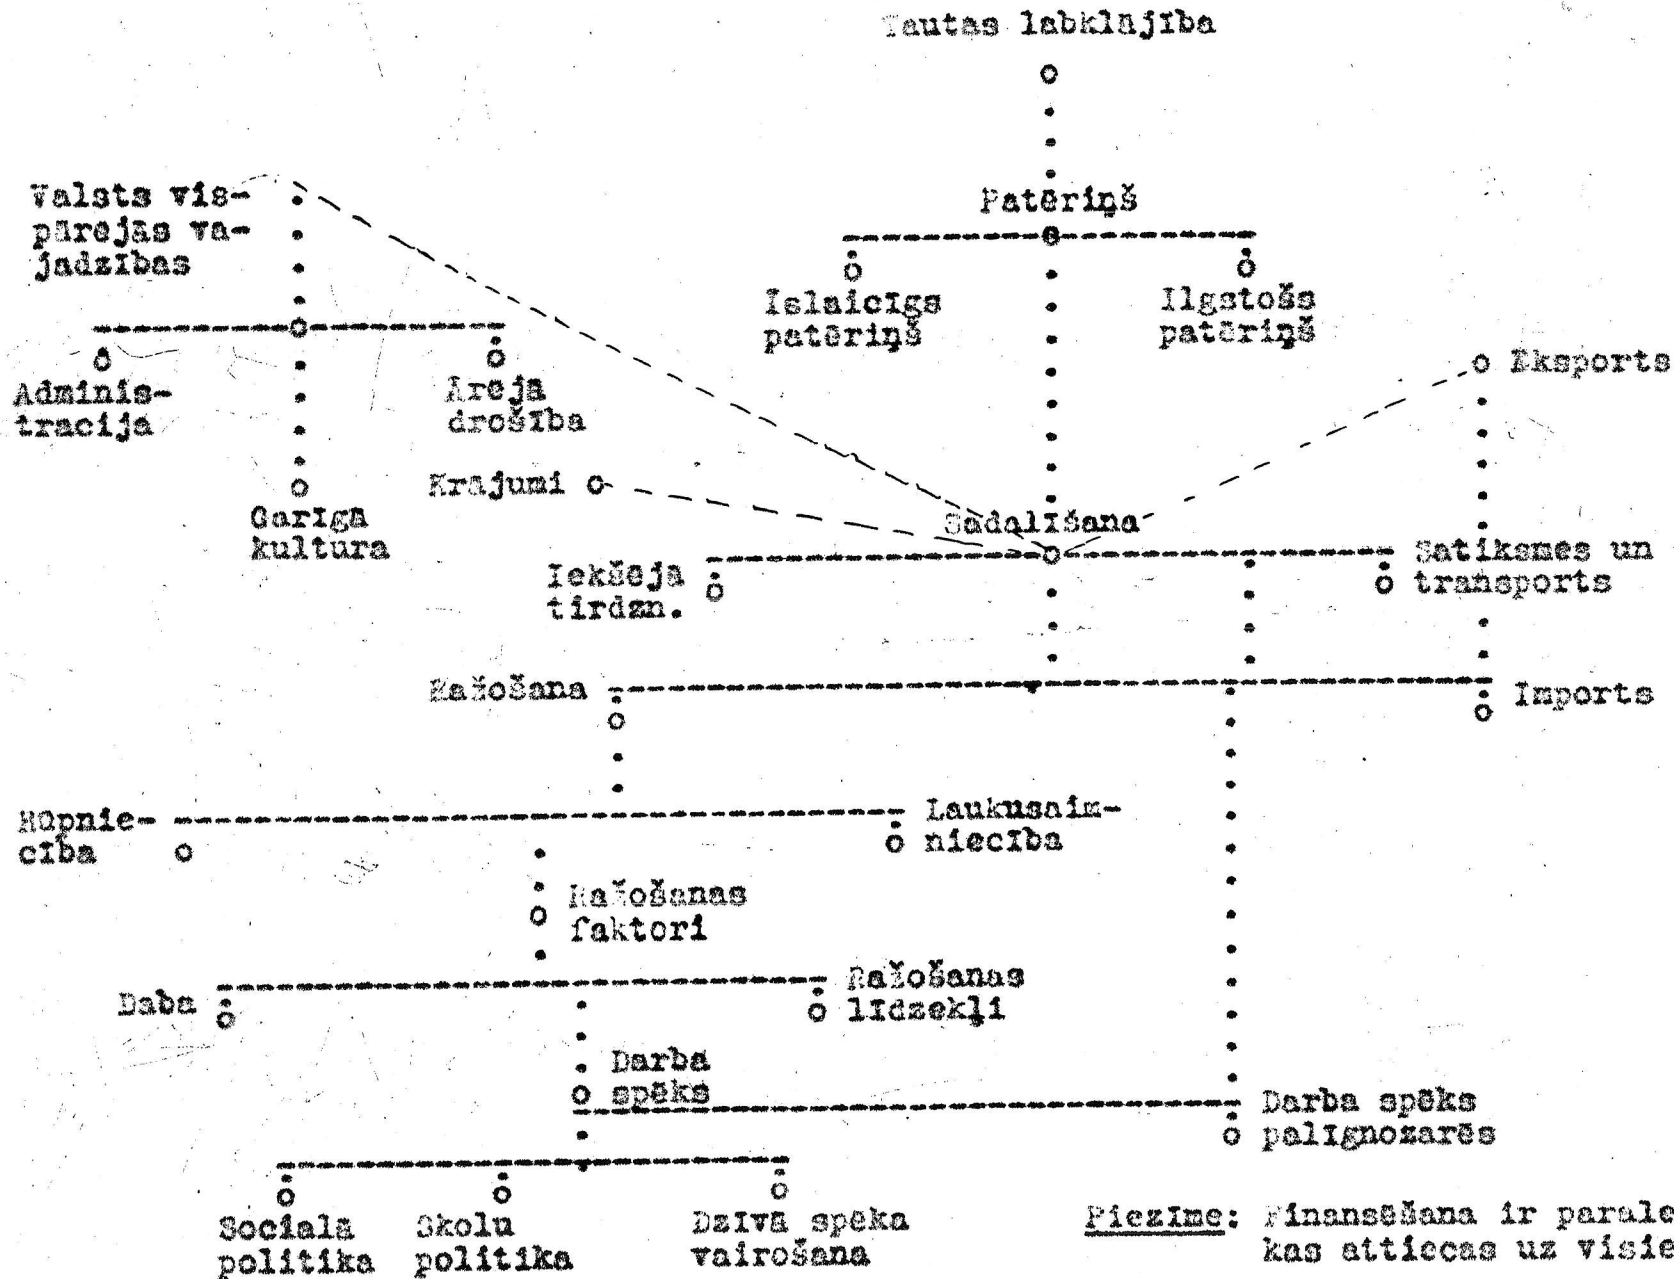 Tautas labklājība
Patēriņš
Valsts vis-
pārejās va-
jadzības
Īslaicīgs
patēriņš
Ilgstošs
patēriņš
Eksports
Adminis-
tracija
Āreja
drošība
Krājumi
Garīga
kultura
Sadalīšana
Iekšeja
tirdzn.
Satiksmes un
transports
Ražošana
Imports
Rūpnie-
cība
Laukusaim-
niecība
Ražošanas
faktori
Daba
Ražošanas
līdzekļi
Darba
spēks
Darba spēks
palīgnozarēs
Sociala
politika
Skolu
politika
Dzīvā spēka
vairošana
Piezīme: Finansēšana ir parale
kas attiecas uz visie